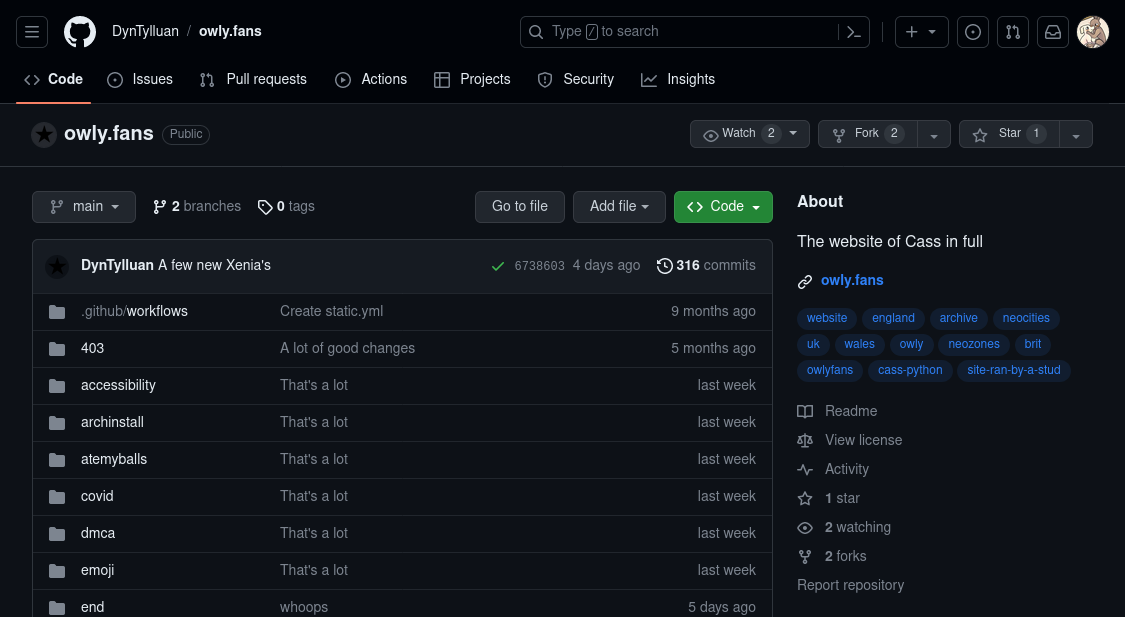 DynTylluan / owly.fans
Type / to search
Code
Issues
Pull requests
Actions
Projects
Security
Insights
owly.fans Public
Watch 2
Fork 2
Star 1
main
2 branches
0 tags
Go to file
Add file
Code
DynTylluan A few new Xenia's
6738603 4 days ago
316 commits
.github/workflows Create static.yml 9 months ago
403 A lot of good changes 5 months ago
accessibility That's a lot last week
archinstall That's a lot last week
atemyballs That's a lot last week
covid That's a lot last week
dmca That's a lot last week
emoji That's a lot last week
end whoops 5 days ago
About
The website of Cass in full
owly.fans
website england archive neocities
uk wales owly neozones brit
owlyfans cass-python site-ran-by-a-stud
Readme
View license
Activity
1 star
2 watching
2 forks
Report repository